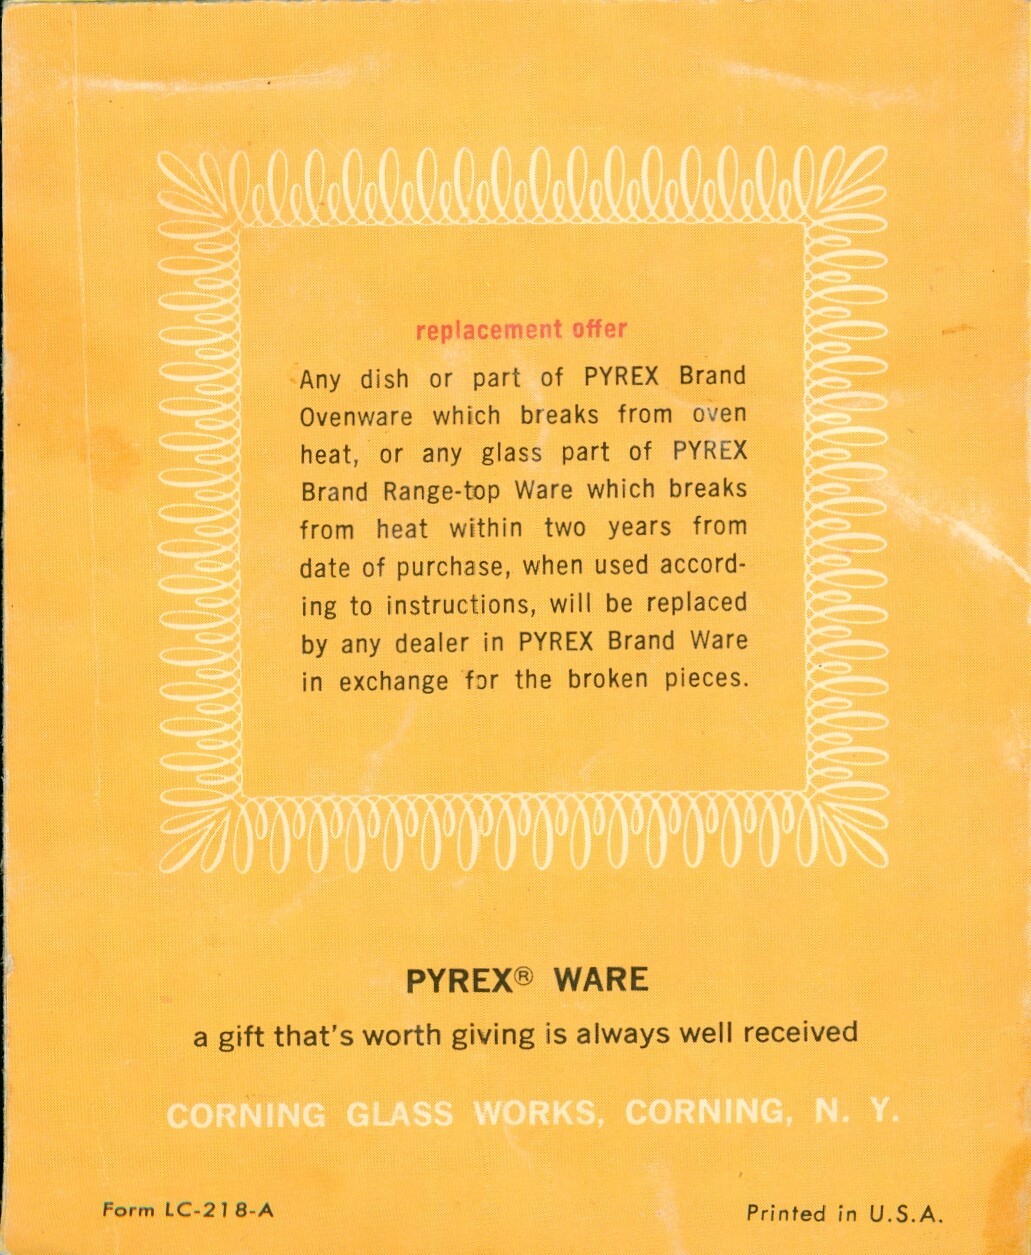 replacement offer
Any dish or part of PYREX Brand
Ovenware which breaks from oven
heat, or any glass part of PYREX
Brand Range-top Ware which breaks
from heat within two years from
date of purchase, when used accord-
ing to instructions, will be replaced
by any dealer in PYREX Brand Ware
in exchange for the broken pieces.
PYREX® WARE
a gift that's worth giving is always well received
CORNING GLASS WORKS, CORNING, N. Y.
Form LC-218-A
Printed in U.S.A.